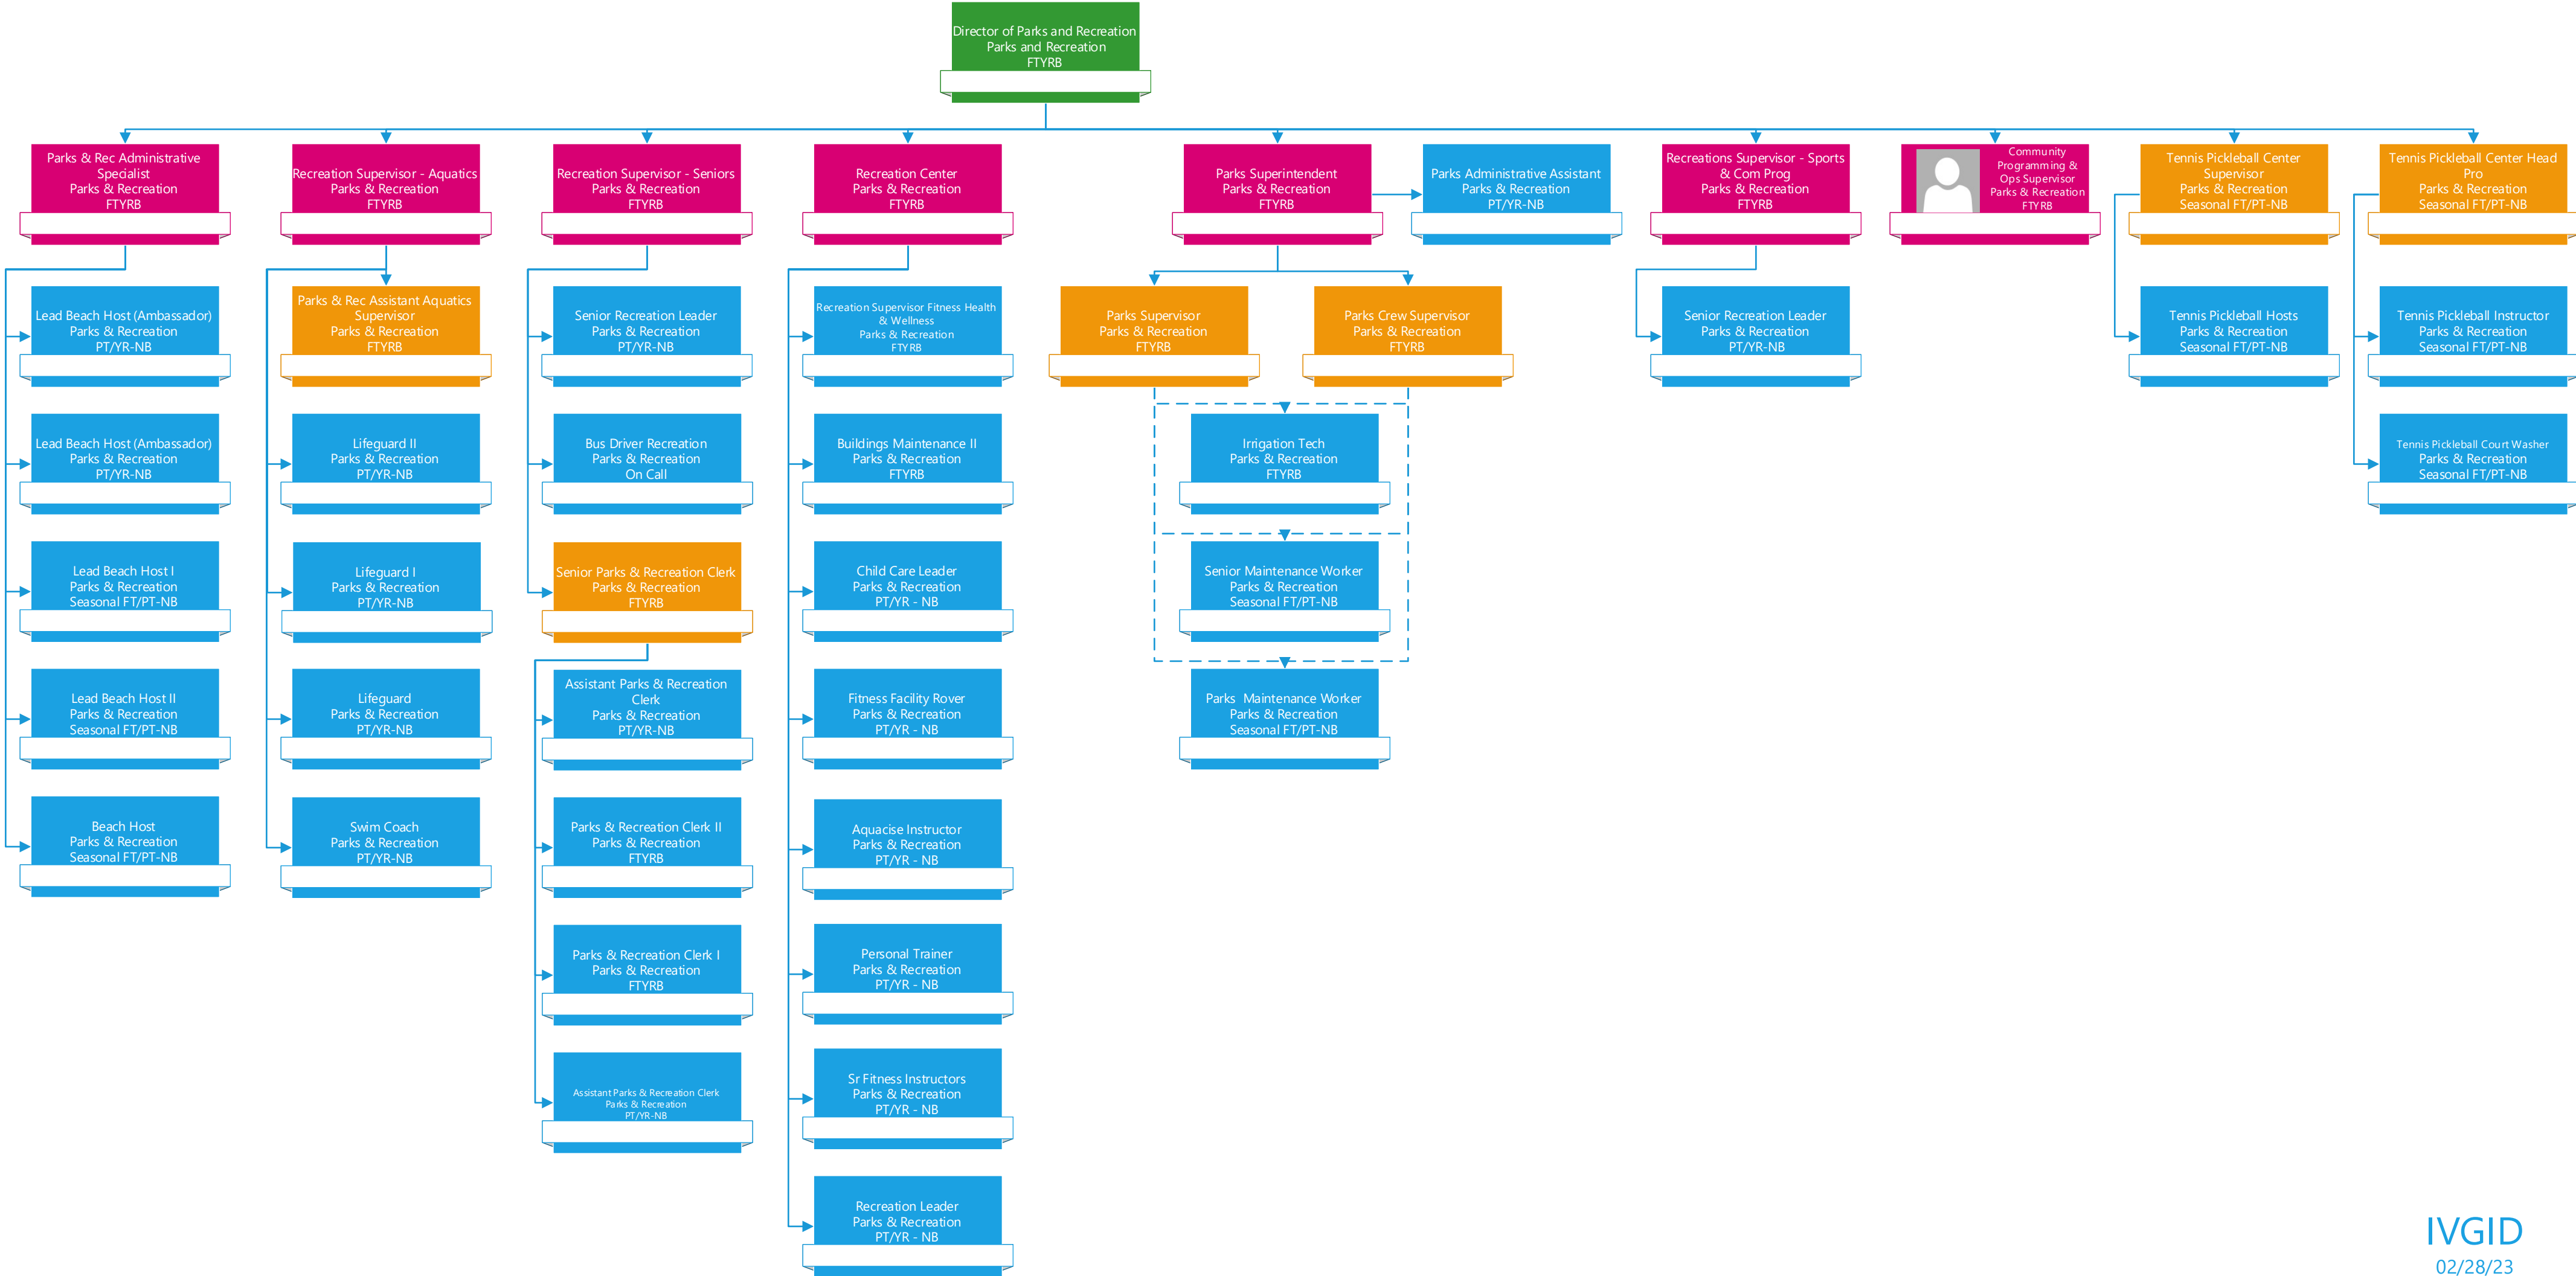 Director of Parks and Recreation
Parks and Recreation
FTYRB
Parks & Rec Administrative
Specialist
Parks & Recreation
FTYRB
Recreation Supervisor - Aquatics
Parks & Recreation
FTYRB
Recreation Supervisor - Seniors
Parks & Recreation
FTYRB
Recreation Center
Parks & Recreation
FTYRB
Parks Superintendent
Parks & Recreation
FTYRB
Parks Administrative Assistant
Parks & Recreation
PT/YR-NB
Recreations Supervisor - Sports
& Com Prog
Parks & Recreation
FTYRB
Community
Programming &
Ops Supervisor
Parks & Recreation
FTYRB
Tennis Pickleball Center
Supervisor
Parks & Recreation
Seasonal FT/PT-NB
Tennis Pickleball Center Head
Pro
Parks & Recreation
Seasonal FT/PT-NB
Lead Beach Host (Ambassador)
Parks & Recreation
PT/YR-NB
Parks & Rec Assistant Aquatics
Supervisor
Parks & Recreation
FTYRB
Senior Recreation Leader
Parks & Recreation
PT/YR-NB
Recreation Supervisor Fitness Health
& Wellness
Parks & Recreation
FTYRB
Parks Supervisor
Parks & Recreation
FTYRB
Parks Crew Supervisor
Parks & Recreation
FTYRB
Senior Recreation Leader
Parks & Recreation
PT/YR-NB
Tennis Pickleball Hosts
Parks & Recreation
Seasonal FT/PT-NB
Tennis Pickleball Instructor
Parks & Recreation
Seasonal FT/PT-NB
Lead Beach Host (Ambassador)
Parks & Recreation
PT/YR-NB
Lifeguard II
Parks & Recreation
PT/YR-NB
Bus Driver Recreation
Parks & Recreation
On Call
Buildings Maintenance II
Parks & Recreation
FTYRB
Irrigation Tech
Parks & Recreation
FTYRB
Tennis Pickleball Court Washer
Parks & Recreation
Seasonal FT/PT-NB
Lead Beach Host I
Parks & Recreation
Seasonal FT/PT-NB
Lifeguard I
Parks & Recreation
PT/YR-NB
Senior Parks & Recreation Clerk
Parks & Recreation
FTYRB
Child Care Leader
Parks & Recreation
PT/YR - NB
Senior Maintenance Worker
Parks & Recreation
Seasonal FT/PT-NB
Lead Beach Host II
Parks & Recreation
Seasonal FT/PT-NB
Lifeguard
Parks & Recreation
PT/YR-NB
Assistant Parks & Recreation
Clerk
Parks & Recreation
PT/YR-NB
Fitness Facility Rover
Parks & Recreation
PT/YR - NB
Parks Maintenance Worker
Parks & Recreation
Seasonal FT/PT-NB
Beach Host
Parks & Recreation
Seasonal FT/PT-NB
Swim Coach
Parks & Recreation
PT/YR-NB
Parks & Recreation Clerk II
Parks & Recreation
FTYRB
Aquacise Instructor
Parks & Recreation
PT/YR - NB
Parks & Recreation Clerk I
Parks & Recreation
FTYRB
Personal Trainer
Parks & Recreation
PT/YR - NB
Assistant Parks & Recreation Clerk
Parks & Recreation
PT/YR-NB
Sr Fitness Instructors
Parks & Recreation
PT/YR - NB
Recreation Leader
Parks & Recreation
PT/YR - NB
IVGID
02/28/23